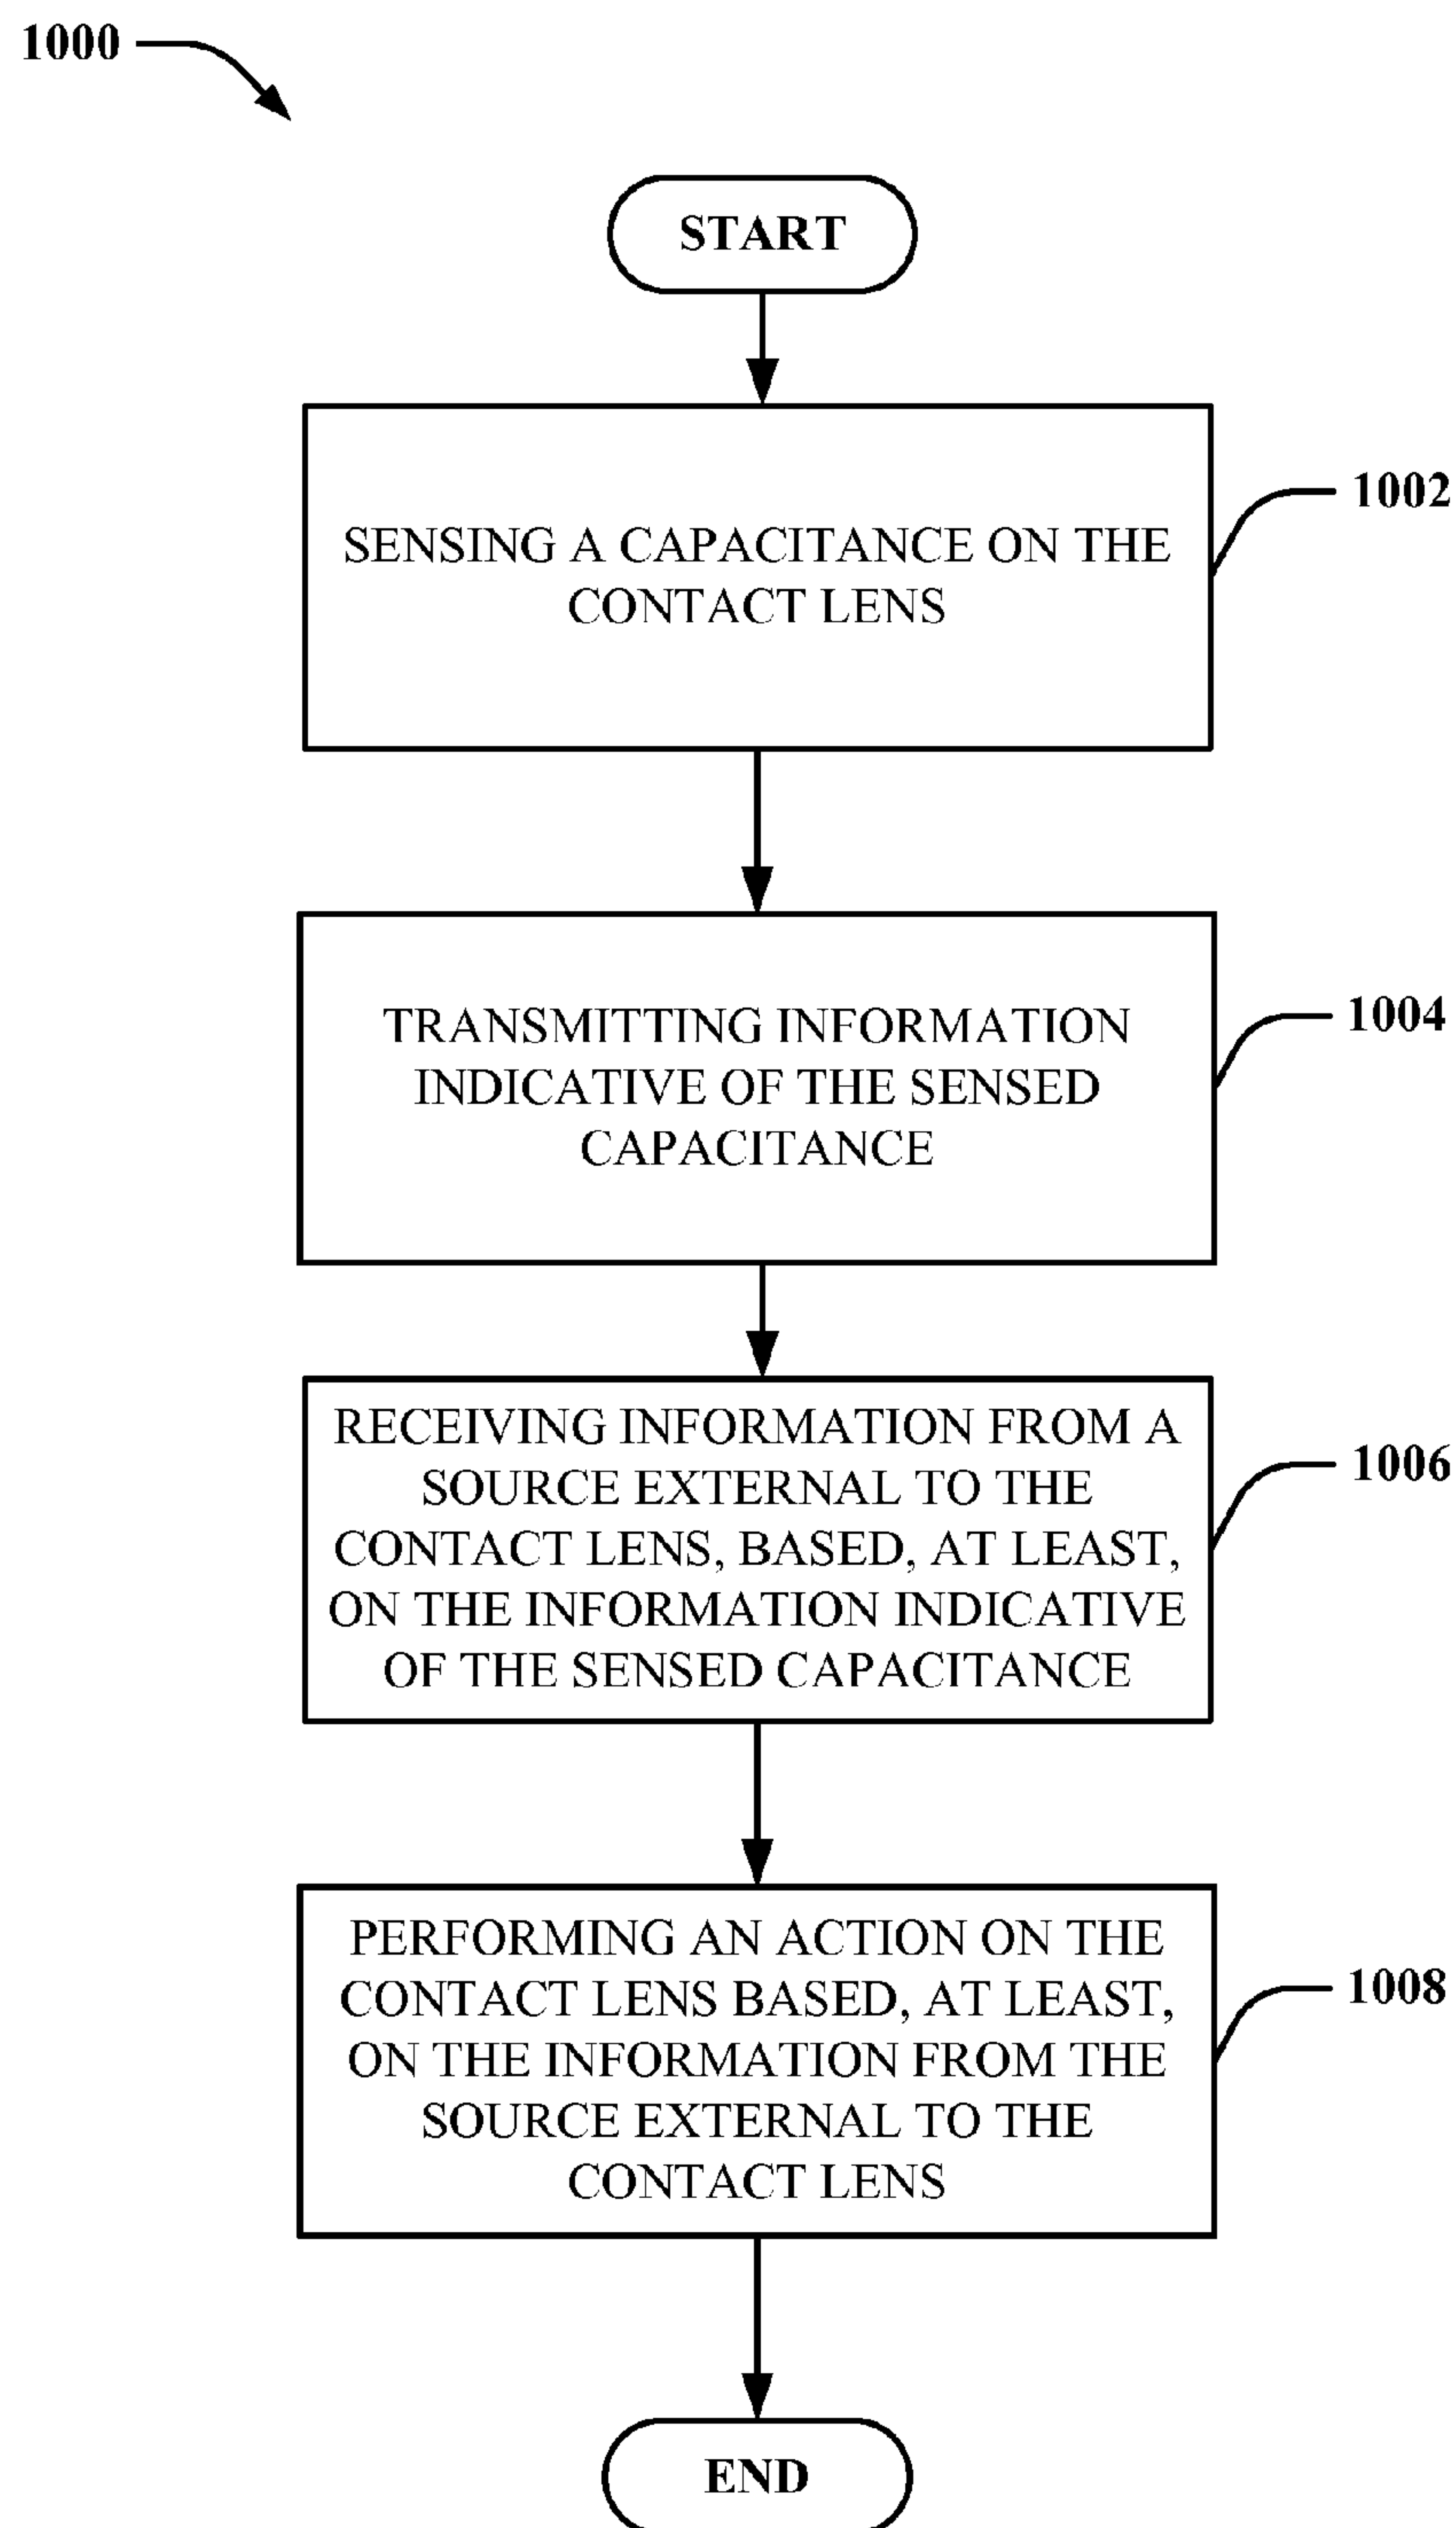 1000
START
SENSING A CAPACITANCE ON THE
CONTACT LENS
1002
TRANSMITTING INFORMATION
INDICATIVE OF THE SENSED
CAPACITANCE
1004
RECEIVING INFORMATION FROM A
SOURCE EXTERNAL TO THE
CONTACT LENS, BASED, AT LEAST,
ON THE INFORMATION INDICATIVE
OF THE SENSED CAPACITANCE
1006
PERFORMING AN ACTION ON THE
CONTACT LENS BASED, AT LEAST,
ON THE INFORMATION FROM THE
SOURCE EXTERNAL TO THE
CONTACT LENS
1008
END